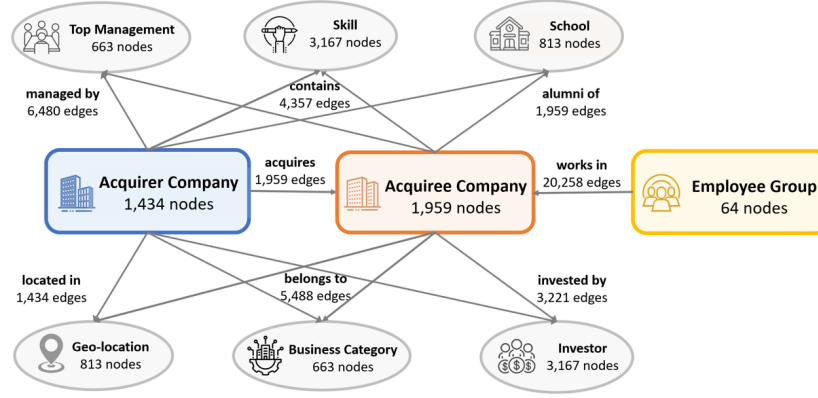 Top Management
663 nodes
Skill
3,167 nodes
School
813 nodes
managed by
6,480 edges
contains
4,357 edges
alumni of
1,959 edges
Acquirer Company
1,434 nodes
acquires
1,959 edges
Acquiree Company
1,959 nodes
works in
20,258 edges
Employee Group
64 nodes
located in
1,434 edges
belongs to
5,488 edges
invested by
3,221 edges
Geo-location
813 nodes
Business Category
663 nodes
Investor
3,167 nodes